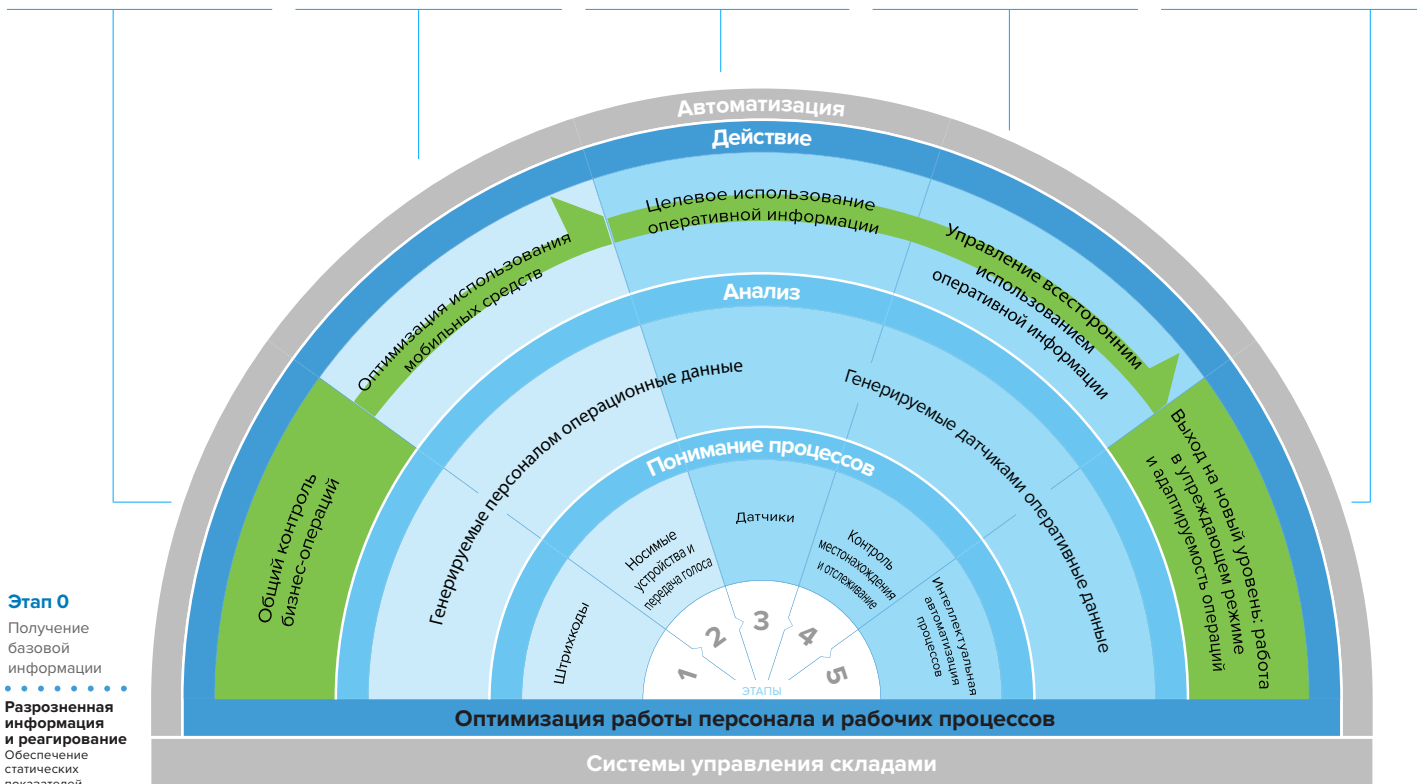 Автоматизация
Действие
Целевое использование
оперативной информации
Оптимизация использования
мобильных средств
Управление всесторонним
использованием
оперативной информации
Общий контроль
бизнес-операций
Выход на новый уровень: работа
в упреждающем режиме
и адаптируемость операций
Анализ
Генерируемые персоналом операционные данные
Генерируемые датчиками оперативные данные
Понимание процессов
Штрихкоды
Носимые
устройства и
передача голоса
Датчики
Контроль
местонахождения
и отслеживание
Интеллектуальная
автоматизация
процессов
1
2
3
4
5
ЭТАПЫ
Этап 0
Получение
базовой
информации
Разрозненная
информация
и реагирование
Обеспечение
статических
показателей
Оптимизация работы персонала и рабочих процессов
Системы управления складами